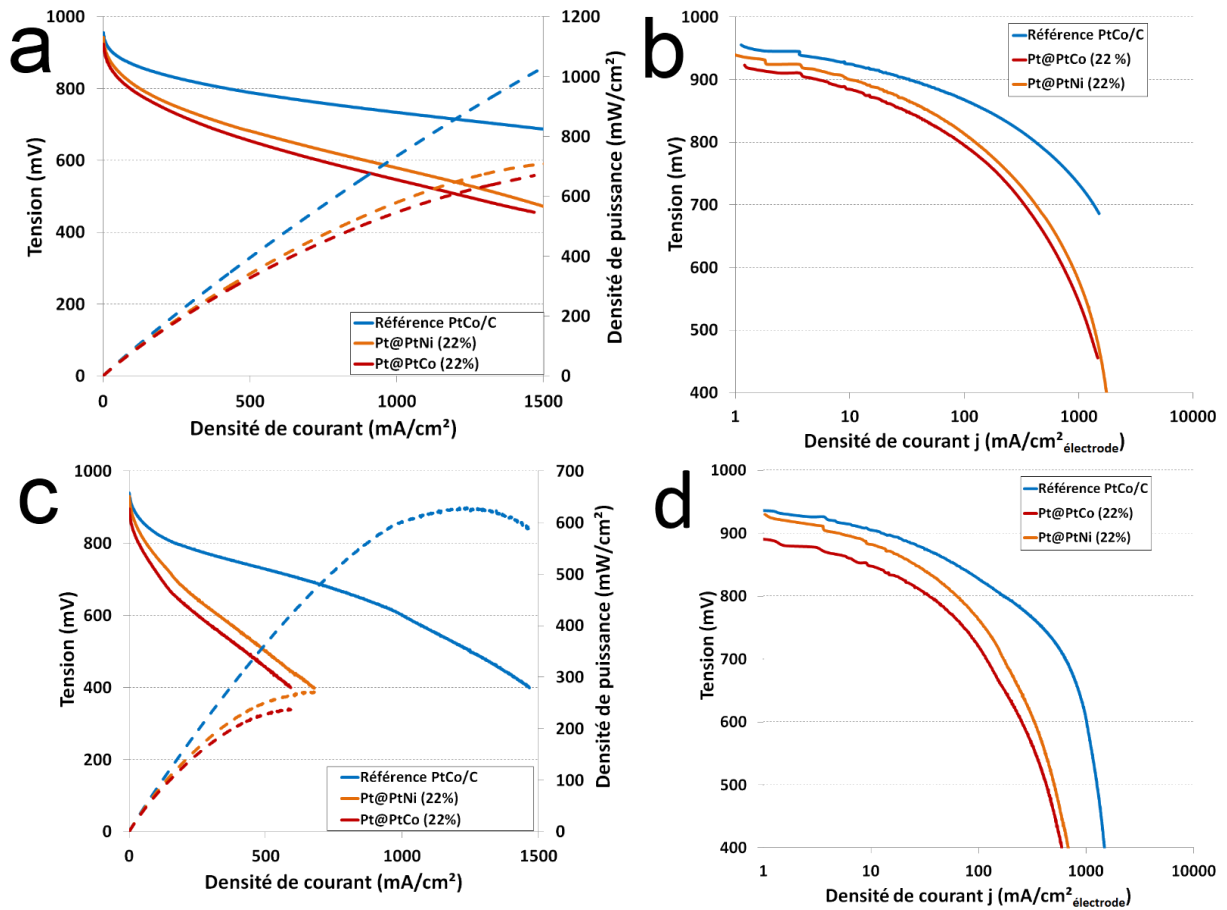 a
1000
800
600
400
200
0
Tension (mV)
1200
1000
800
600
400
200
0
Densité de puissance (mW/cm²)
Référence PtCo/C
Pt@PtNi (22%)
Pt@PtCo (22%)
0
500
1000
1500
Densité de courant (mA/cm²)
b
1000
900
800
700
600
500
400
Tension (mV)
Référence PtCo/C
Pt@PtCo (22 %)
Pt@PtNi (22%)
1
10
100
1000
10000
Densité de courant j (mA/cm²électrode)
c
1000
800
600
400
200
0
Tension (mV)
700
600
500
400
300
200
100
0
Densité de puissance (mW/cm²)
Référence PtCo/C
Pt@PtNi (22%)
Pt@PtCo (22%)
0
500
1000
1500
Densité de courant (mA/cm²)
d
1000
900
800
700
600
500
400
Tension (mV)
Référence PtCo/C
Pt@PtCo (22%)
Pt@PtNi (22%)
1
10
100
1000
10000
Densité de courant j (mA/cm²électrode)